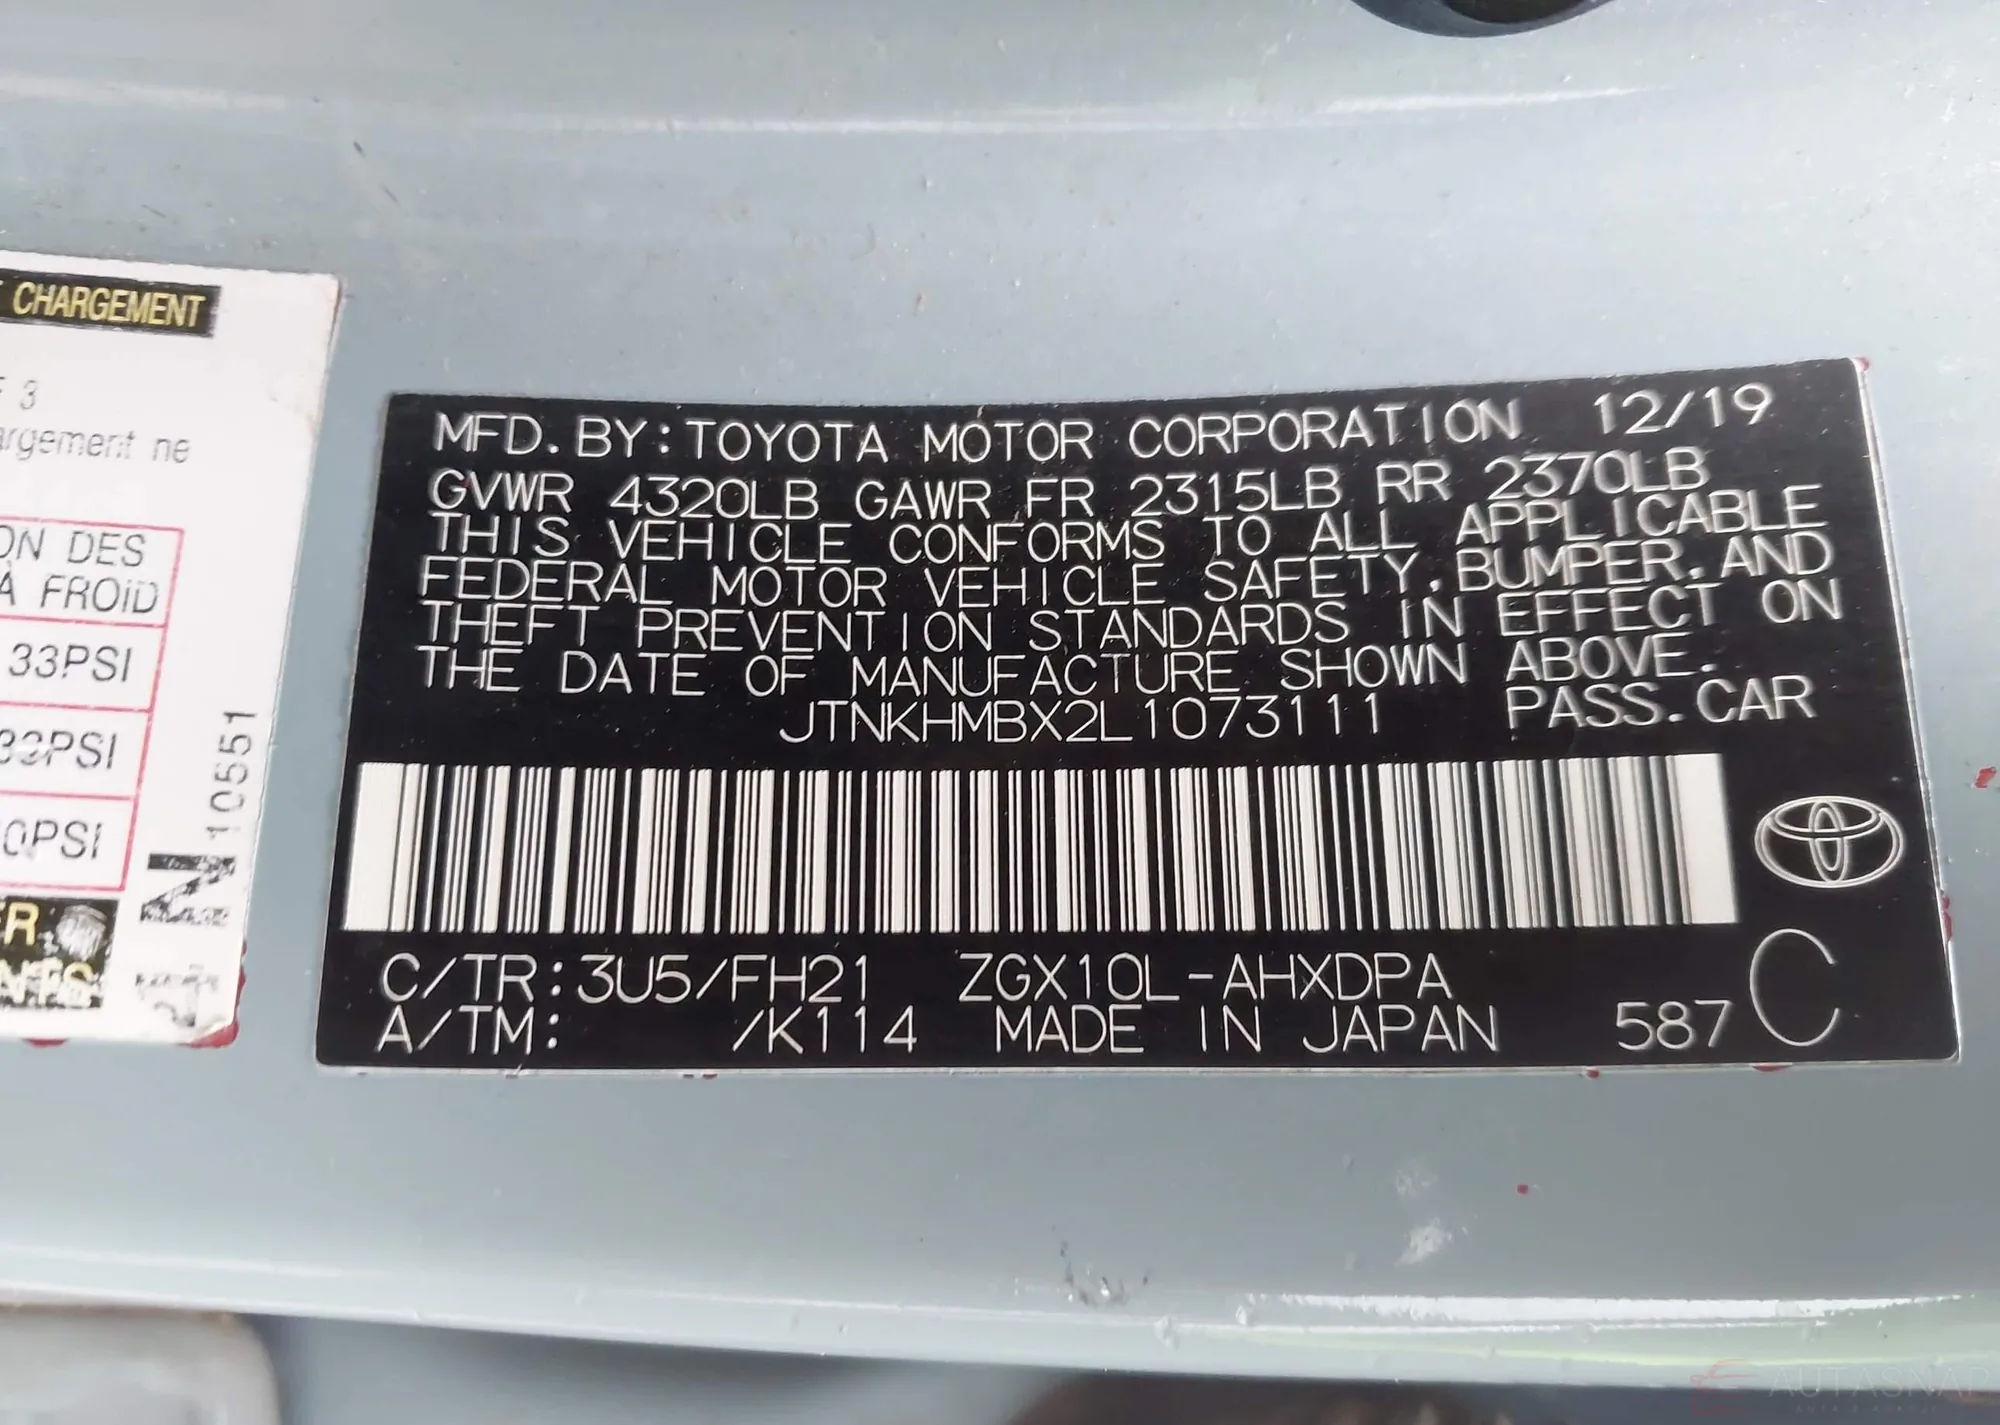 CHARGEMENT
3
argement ne
ON DES
À FROID
33PSI
33PSI
0PSI
10551
MFD. BY: TOYOTA MOTOR CORPORATION 12/19
GVWR 4320LB GAWR FR 2315LB RR 2370LB
THIS VEHICLE CONFORMS TO ALL APPLICABLE
FEDERAL MOTOR VEHICLE SAFETY, BUMPER, AND
THEFT PREVENTION STANDARDS IN EFFECT ON
THE DATE OF MANUFACTURE SHOWN ABOVE.
JTNKHMBX2L1073111 PASS. CAR
C/TR: 3U5/FH21 ZGX10L-AHXDPA
A/TM: /K114 MADE IN JAPAN 587 C
AUTASNAP